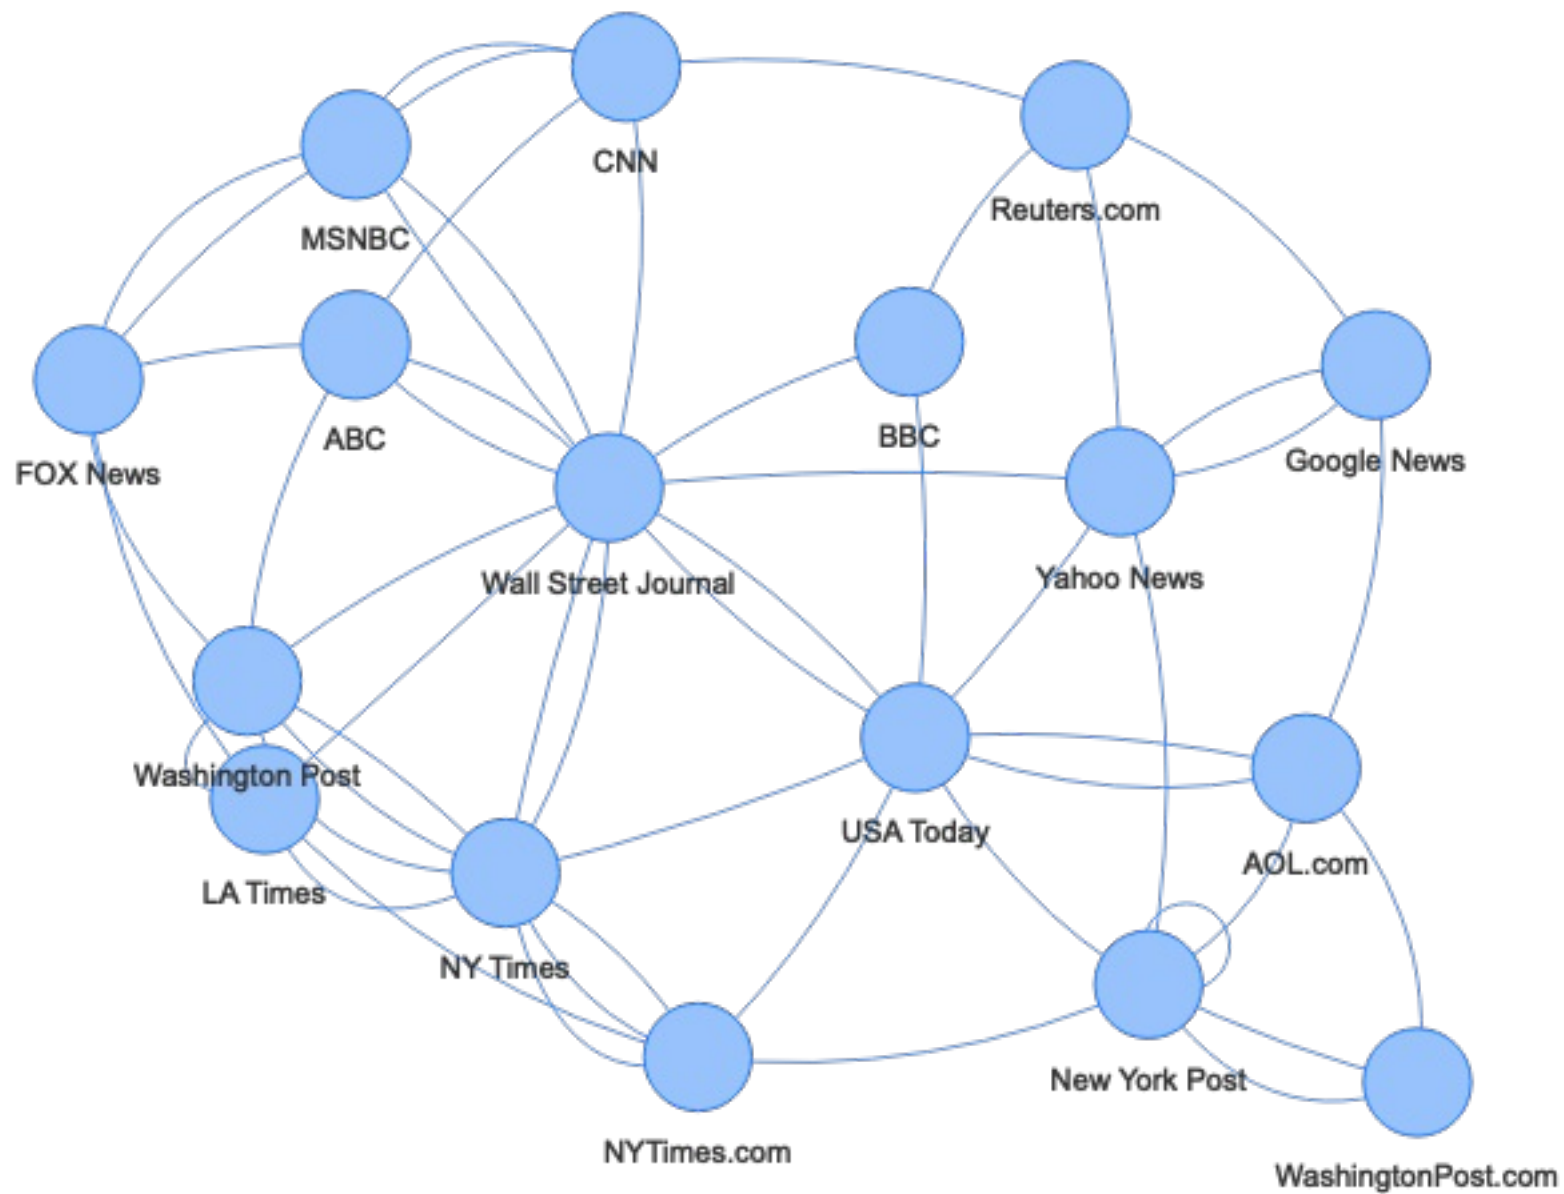 CNN
Reuters.com
MSNBC
ABC
BBC
Google News
FOX News
Wall Street Journal
Yahoo News
Washington Post
USA Today
AOL.com
LA Times
NY Times
New York Post
NYTimes.com
WashingtonPost.com